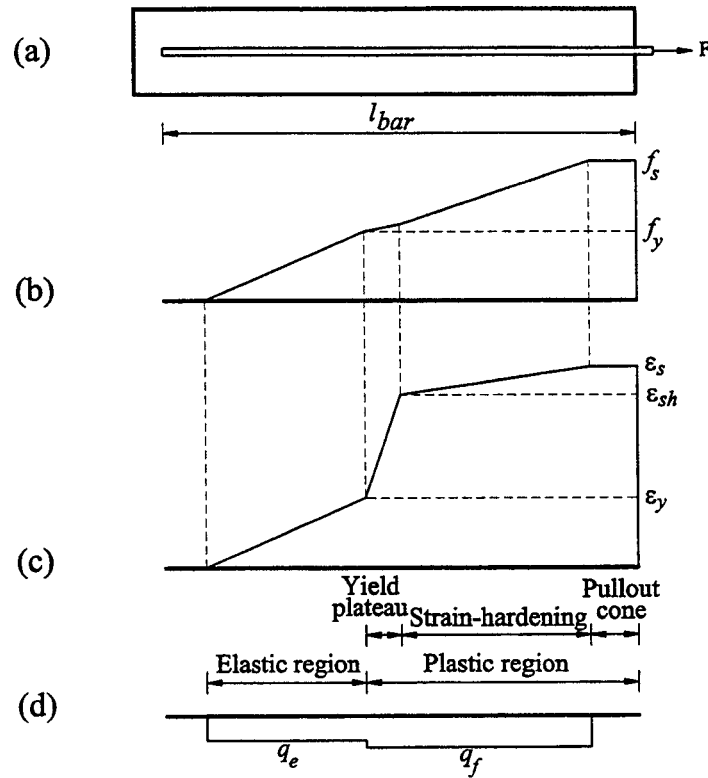 (a)
F
l_bar
f_s
f_y
(b)
ε_s
ε_sh
ε_y
(c)
Yield plateau
Strain-hardening
Pullout cone
Elastic region
Plastic region
(d)
q_e
q_f